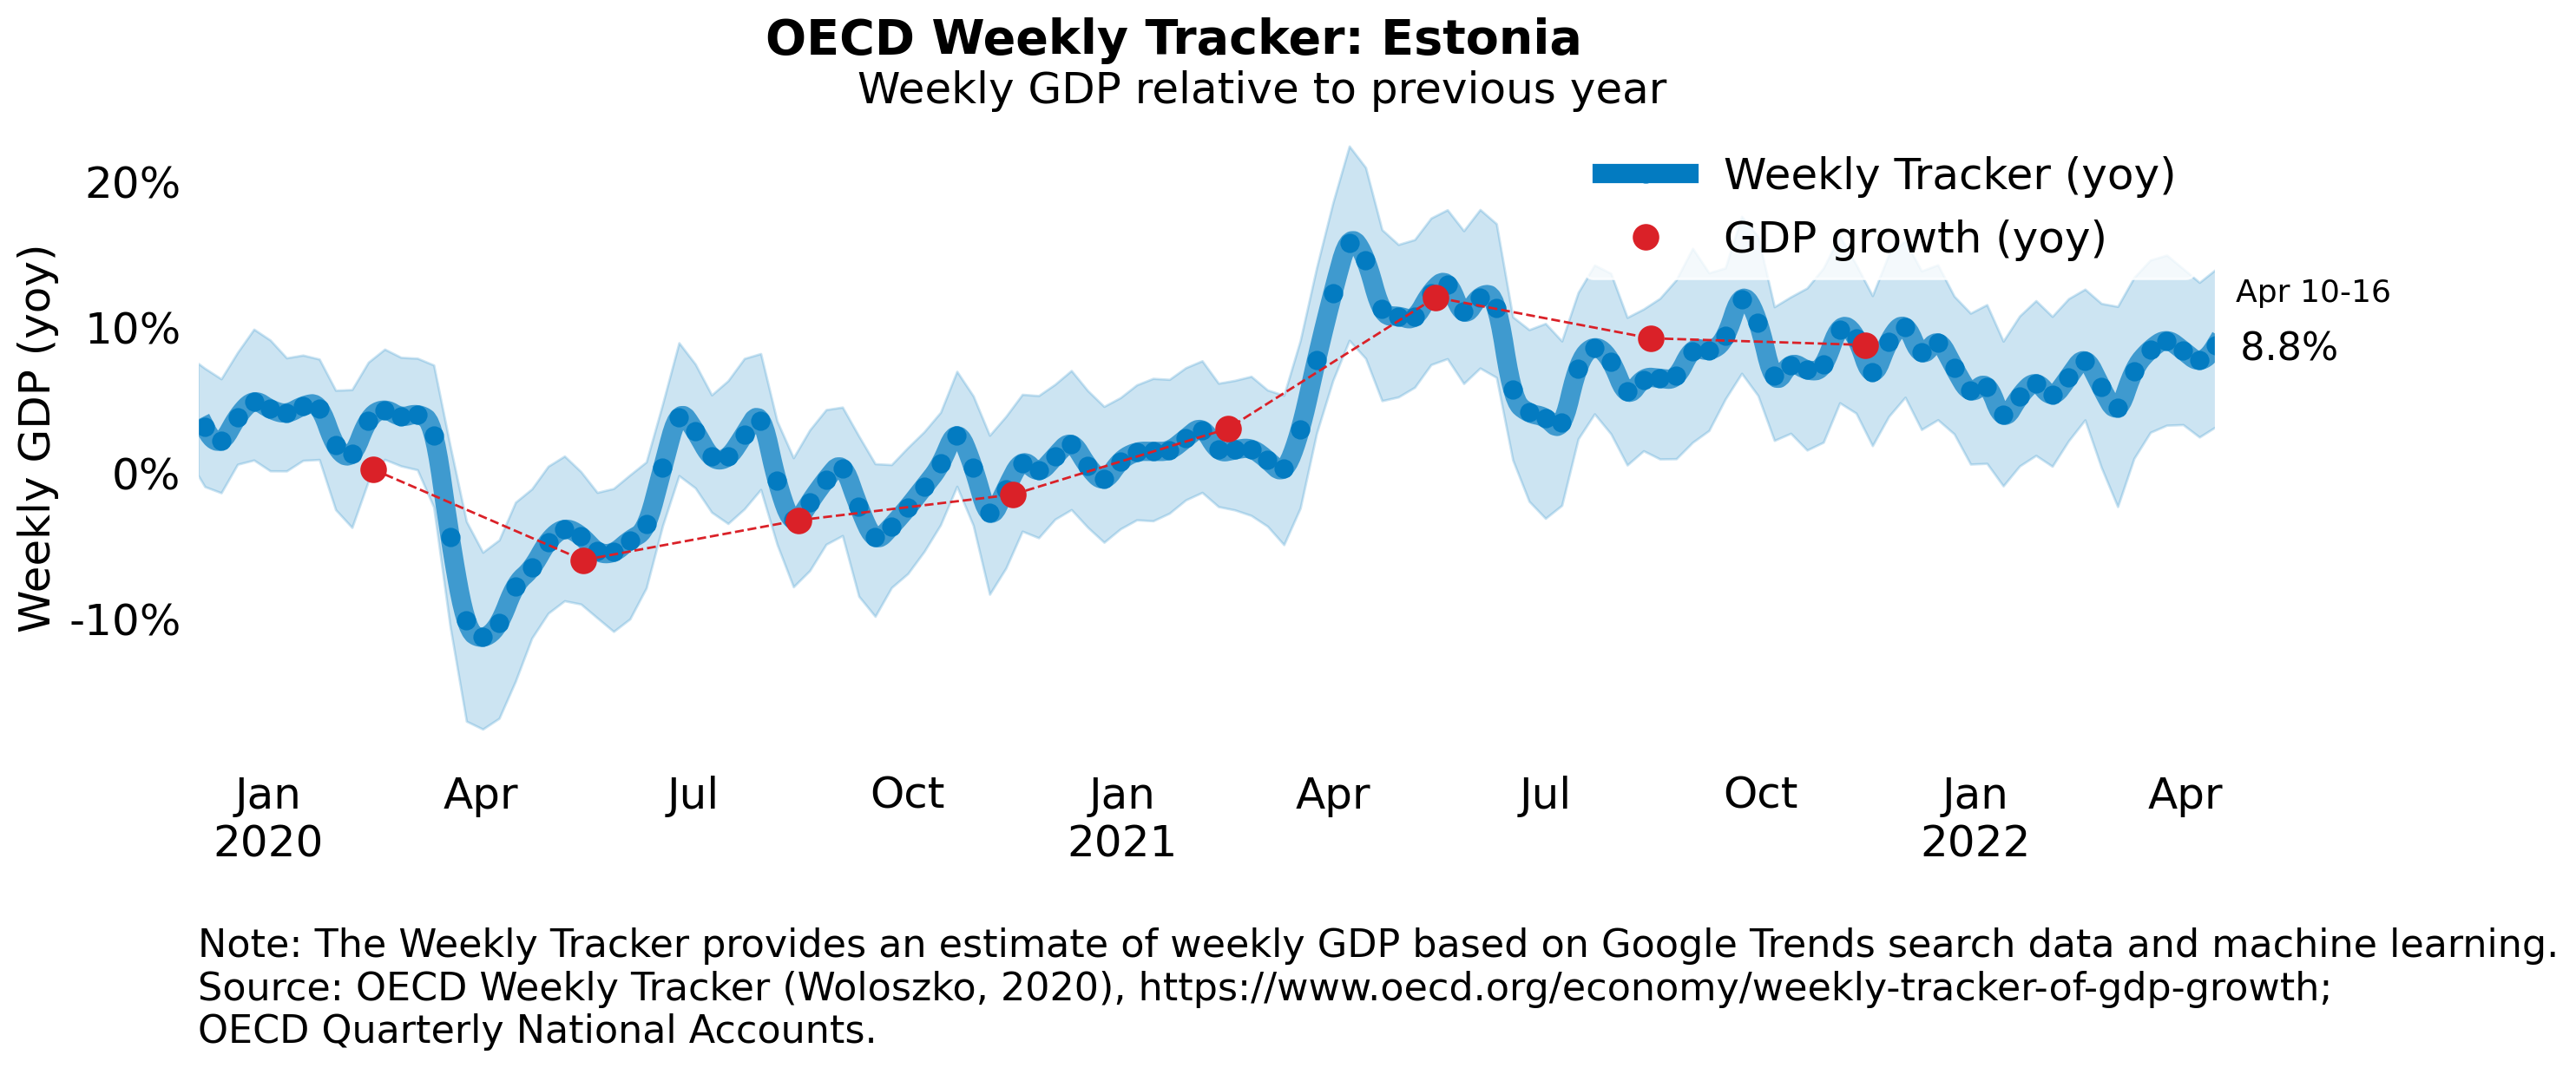 OECD Weekly Tracker: Estonia
Weekly GDP relative to previous year
Weekly GDP (yoy)
20%
10%
0%
-10%
Weekly Tracker (yoy)
GDP growth (yoy)
Apr 10-16
8.8%
Jan Apr Jul Oct Jan Apr Jul Oct Jan Apr
2020 2021 2022
Note: The Weekly Tracker provides an estimate of weekly GDP based on Google Trends search data and machine learning.
Source: OECD Weekly Tracker (Woloszko, 2020), https://www.oecd.org/economy/weekly-tracker-of-gdp-growth;
OECD Quarterly National Accounts.